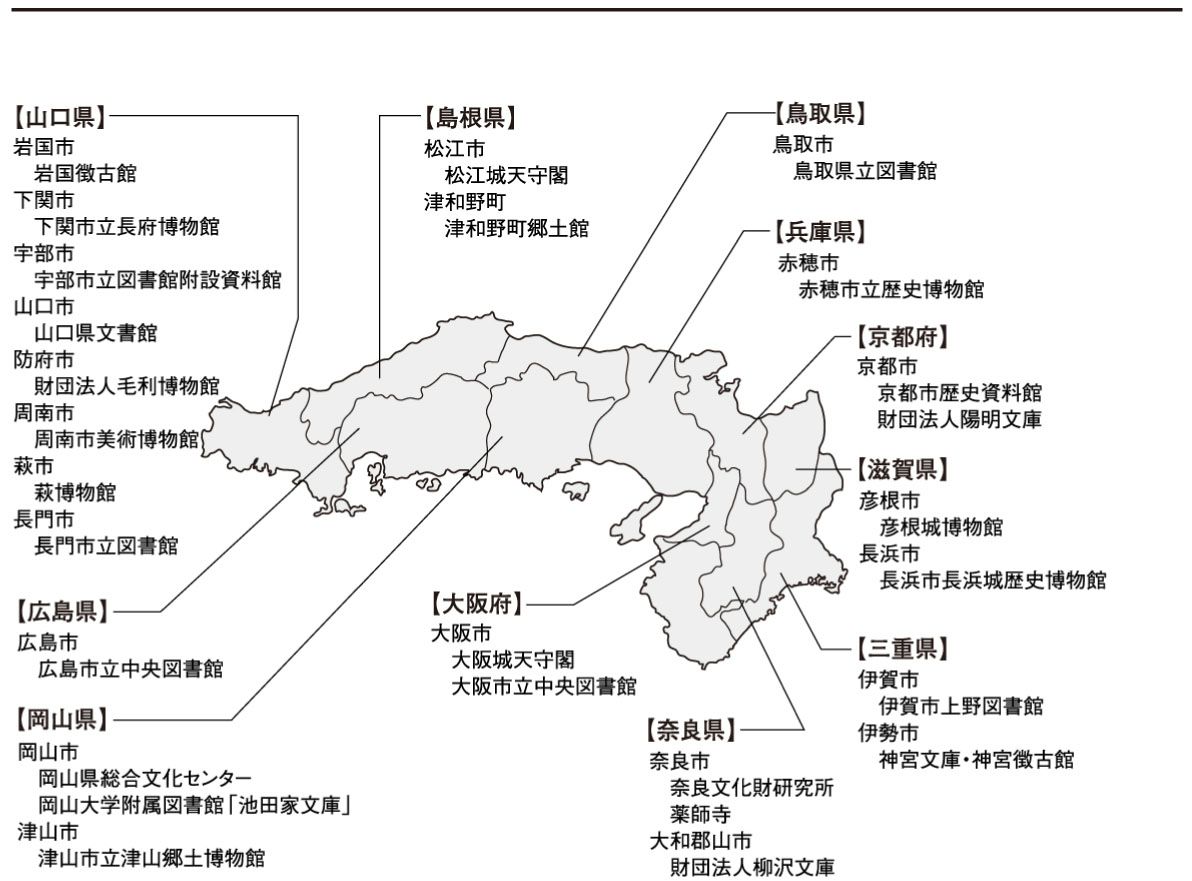 【山口県】
岩国市
岩国徴古館
下関市
下関市立長府博物館
宇部市
宇部市立図書館附設資料館
山口市
山口県文書館
防府市
財団法人毛利博物館
周南市
周南市美術博物館
萩市
萩博物館
長門市
長門市立図書館
【広島県】
広島市
広島市立中央図書館
【岡山県】
岡山市
岡山県総合文化センター
岡山大学附属図書館「池田家文庫」
津山市
津山市立津山郷土博物館
【島根県】
松江市
松江城天守閣
津和野町
津和野町郷土館
【鳥取県】
鳥取市
鳥取県立図書館
【兵庫県】
赤穂市
赤穂市立歴史博物館
【京都府】
京都市
京都市歴史資料館
財団法人陽明文庫
【滋賀県】
彦根市
彦根城博物館
長浜市
長浜市長浜城歴史博物館
【大阪府】
大阪市
大阪城天守閣
大阪市立中央図書館
【三重県】
伊賀市
伊賀市上野図書館
伊勢市
神宮文庫・神宮徴古館
【奈良県】
奈良市
奈良文化財研究所
薬師寺
大和郡山市
財団法人柳沢文庫